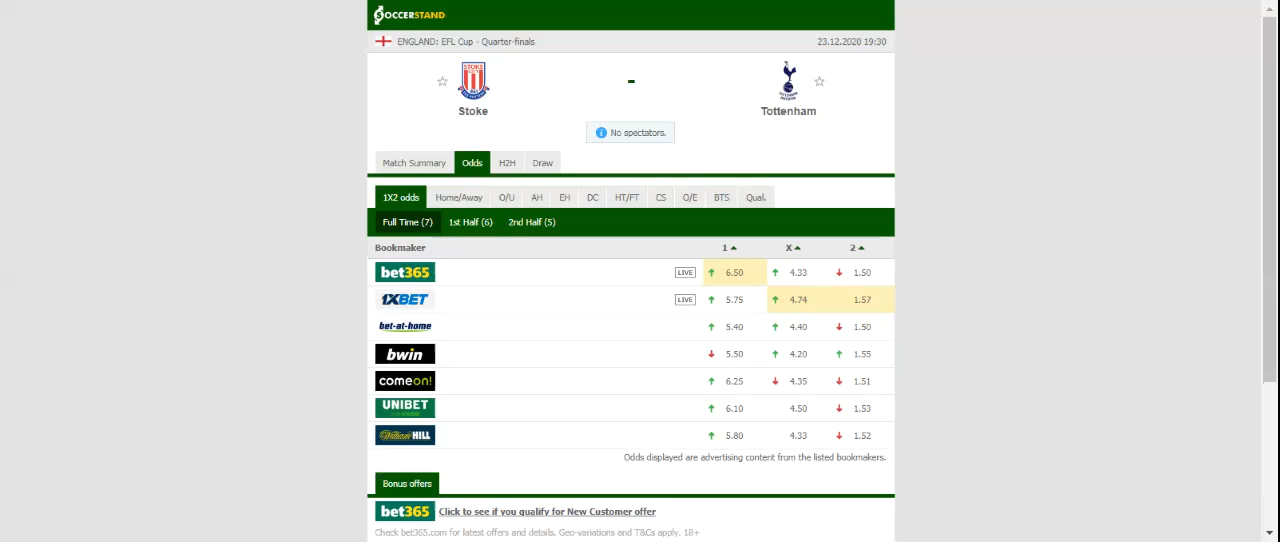 SOCCERSTAND
ENGLAND: EFL Cup - Quarter-finals 23.12.2020 19:30
-
Stoke Tottenham
No spectators.
Match Summary Odds H2H Draw
1X2 odds Home/Away O/U AH EH DC HT/FT CS O/E BTS Qual.
Full Time (7) 1st Half (6) 2nd Half (5)
Bookmaker 1 X 2
bet365 LIVE 6.50 4.33 1.50
1XBET LIVE 5.75 4.74 1.57
bet-at-home 5.40 4.40 1.50
bwin 5.50 4.20 1.55
comeon! 6.25 4.35 1.51
UNIBET 6.10 4.50 1.53
William HILL 5.80 4.33 1.52
Odds displayed are advertising content from the listed bookmakers.
Bonus offers
bet365 Click to see if you qualify for New Customer offer
Check bet365.com for latest offers and details. Geo-variations and T&Cs apply. 18+